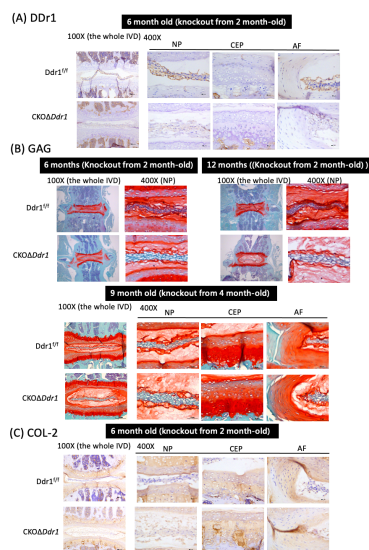 (A) DDr1
6 month old (knockout from 2 month-old)
100X (the whole IVD) 400X
NP CEP AF
Ddr1f/f
CKOΔDdr1
(B) GAG
6 months (Knockout from 2 month-old) 12 months ((Knockout from 2 month-old) )
100X (the whole IVD) 400X (NP) 100X (the whole IVD) 400X (NP)
Ddr1f/f
CKOΔDdr1
9 month old (knockout from 4 month-old)
100X (the whole IVD) 400X
NP CEP AF
Ddr1f/f
CKOΔDdr1
(C) COL-2
6 month old (knockout from 2 month-old)
100X (the whole IVD) 400X
NP CEP AF
Ddr1f/f
CKOΔDdr1